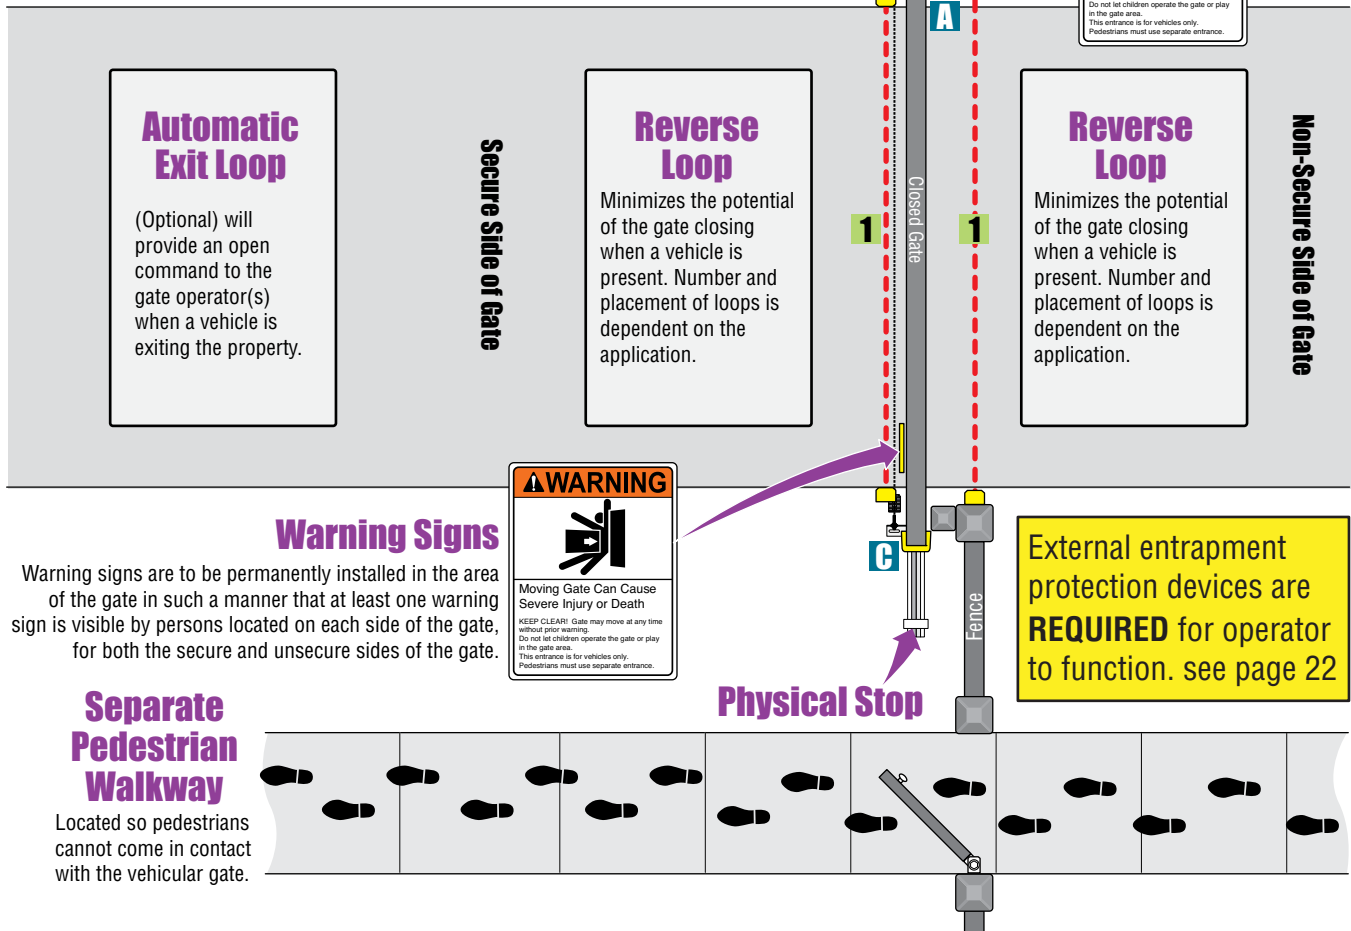 A
Do not let children operate the gate or play
in the gate area.
This entrance is for vehicles only.
Pedestrians must use separate entrance.
Automatic
Exit Loop
(Optional) will
provide an open
command to the
gate operator(s)
when a vehicle is
exiting the property.
Secure Side of Gate
Reverse
Loop
Minimizes the potential
of the gate closing
when a vehicle is
present. Number and
placement of loops is
dependent on the
application.
1
Closed Gate
1
Reverse
Loop
Minimizes the potential
of the gate closing
when a vehicle is
present. Number and
placement of loops is
dependent on the
application.
Non-Secure Side of Gate
Warning Signs
Warning signs are to be permanently installed in the area
of the gate in such a manner that at least one warning
sign is visible by persons located on each side of the gate,
for both the secure and unsecure sides of the gate.
WARNING
Moving Gate Can Cause
Severe Injury or Death
KEEP CLEAR! Gate may move at any time
without prior warning.
Do not let children operate the gate or play
in the gate area.
This entrance is for vehicles only.
Pedestrians must use separate entrance.
C
Fence
Physical Stop
External entrapment
protection devices are
REQUIRED for operator
to function. see page 22
Separate
Pedestrian
Walkway
Located so pedestrians
cannot come in contact
with the vehicular gate.